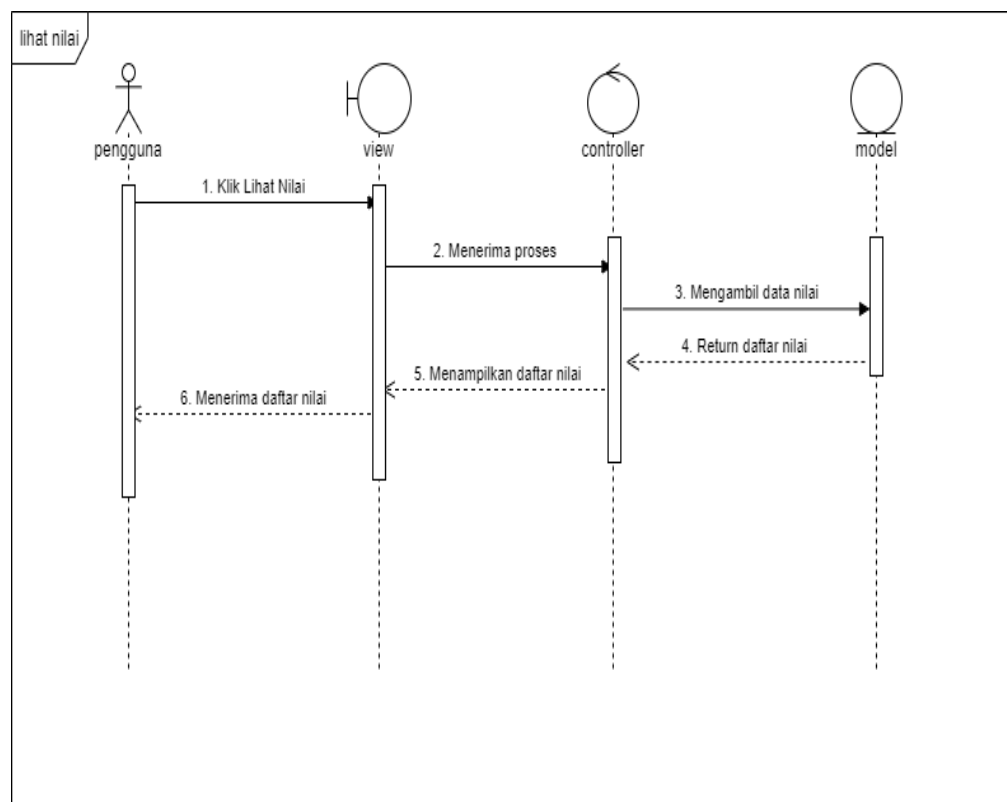 lihat nilai
pengguna
view
controller
model
1. Klik Lihat Nilai
2. Menerima proses
3. Mengambil data nilai
4. Return daftar nilai
5. Menampilkan daftar nilai
6. Menerima daftar nilai